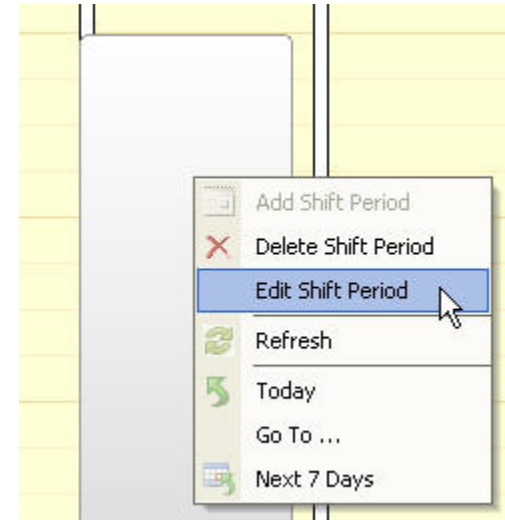 Add Shift Period
Delete Shift Period
Edit Shift Period
Refresh
Today
Go To ...
Next 7 Days